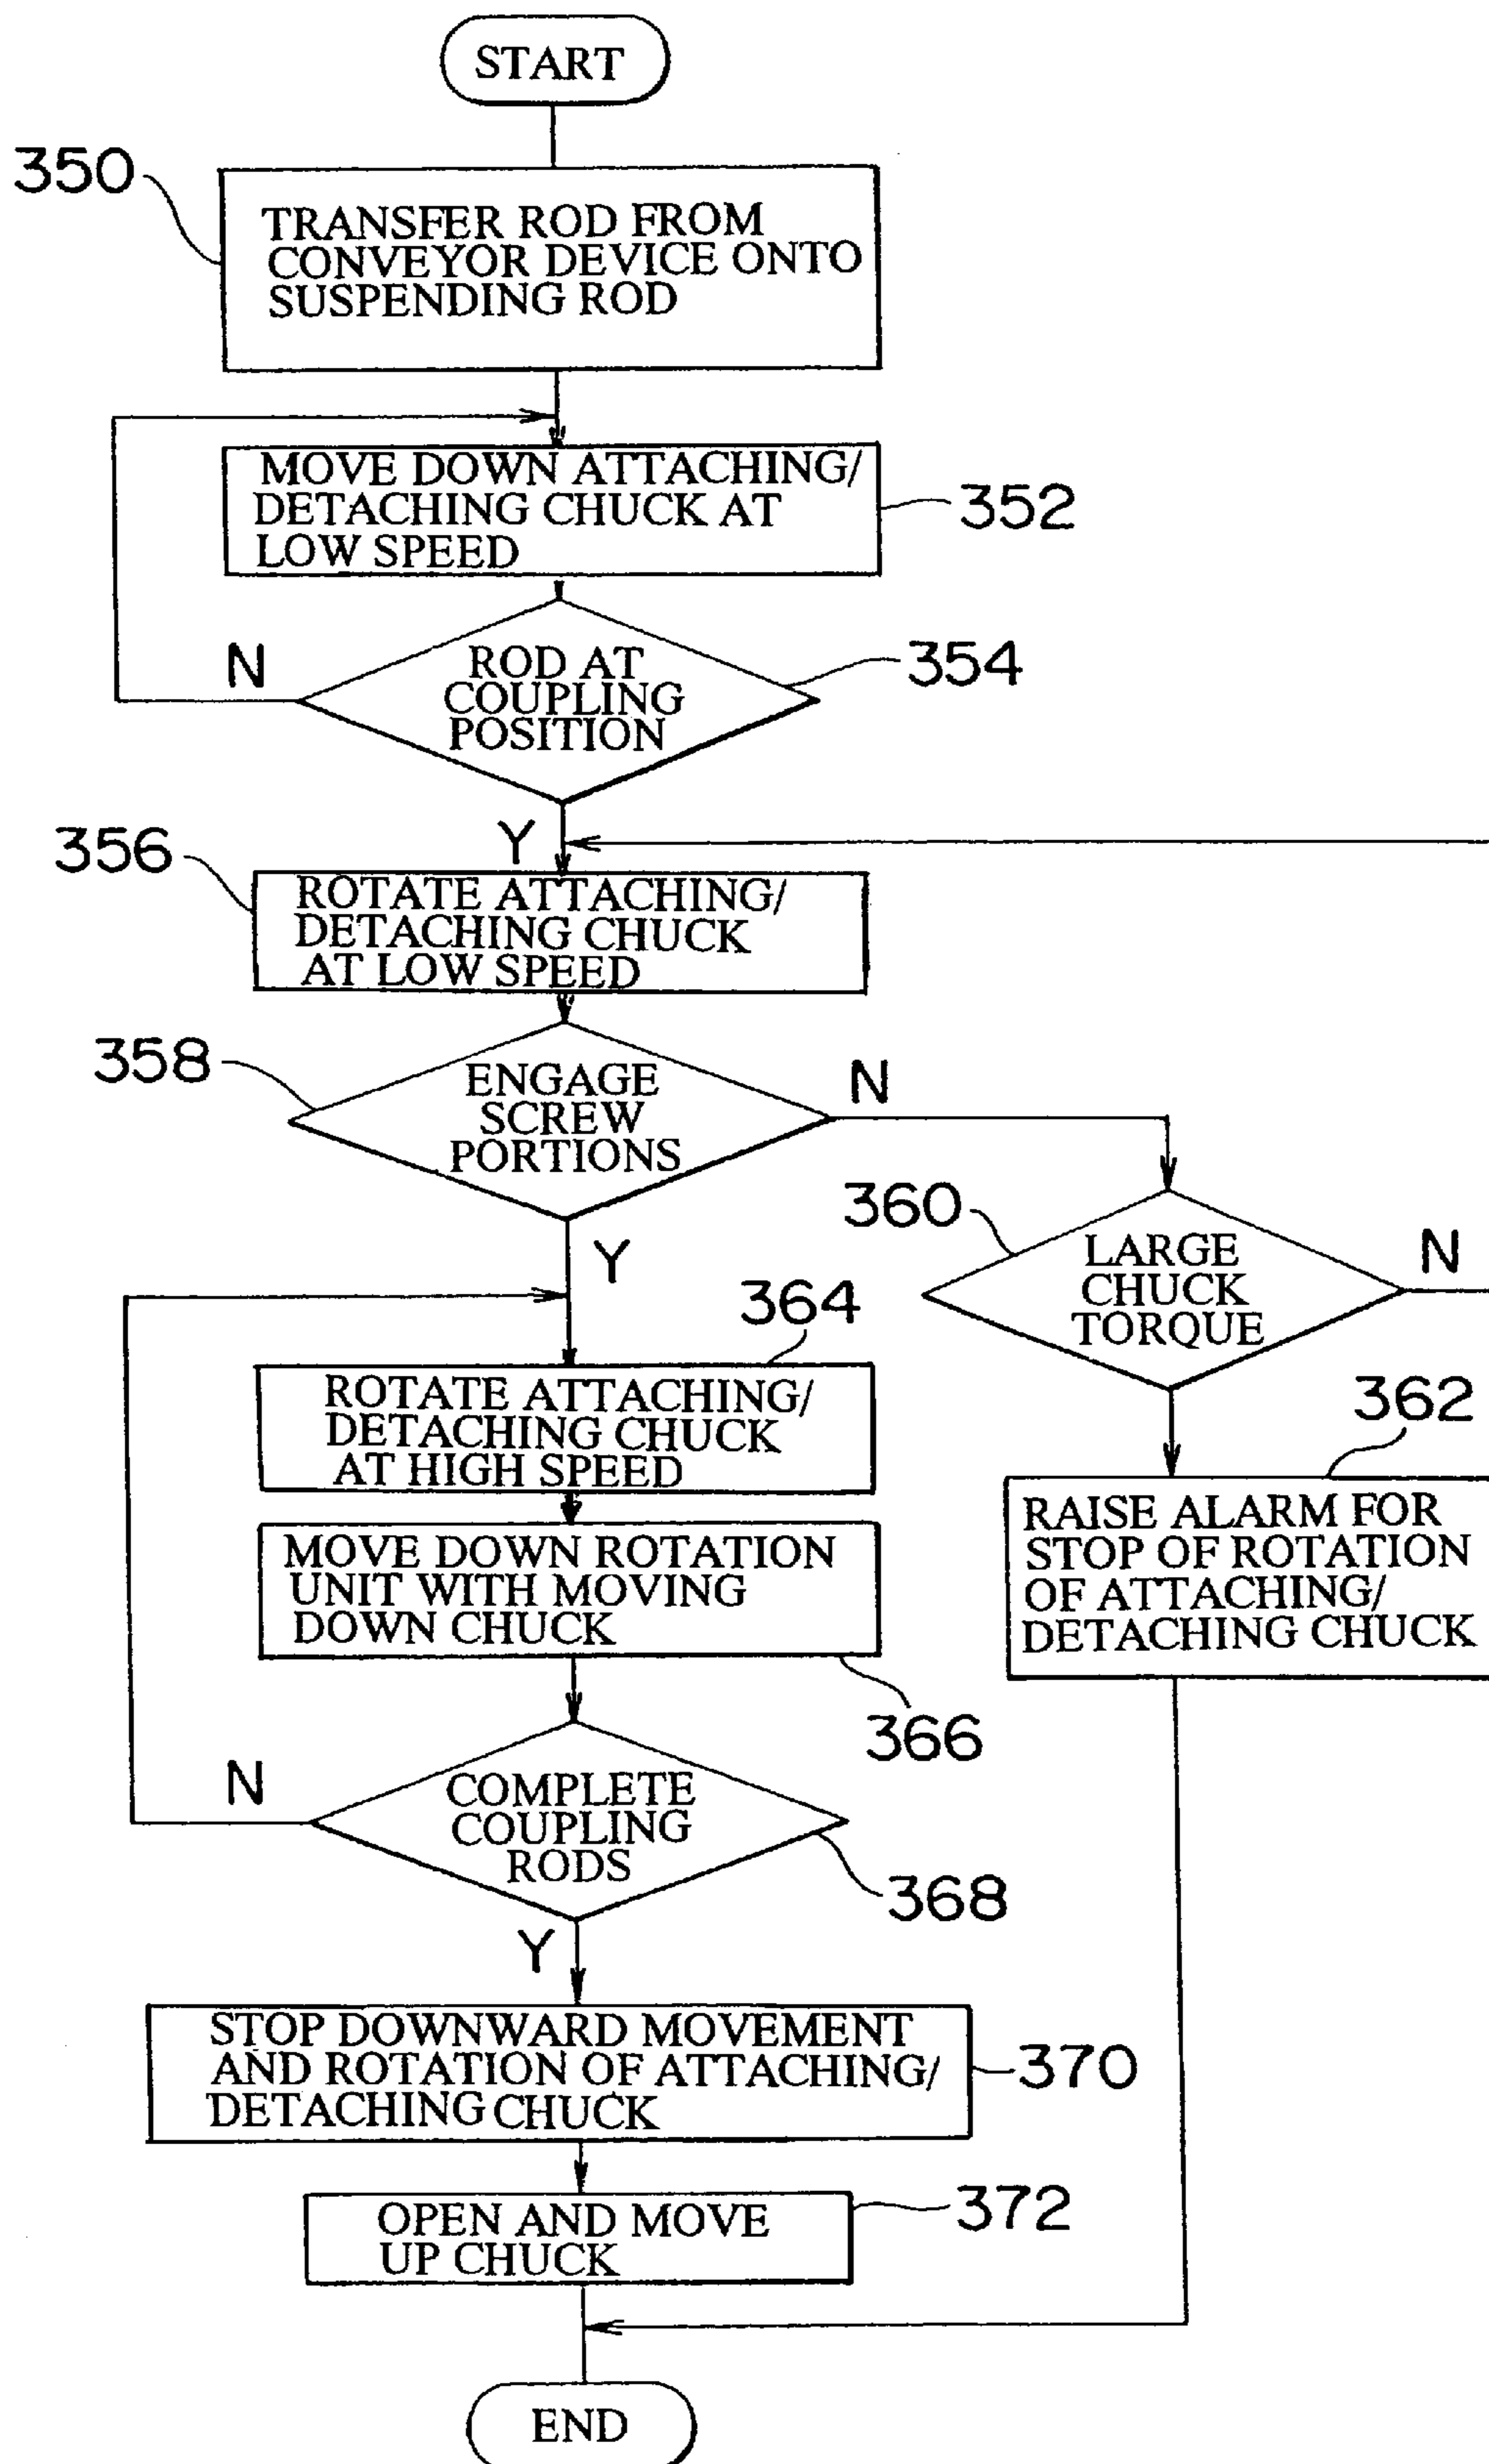 START
350
TRANSFER ROD FROM
CONVEYOR DEVICE ONTO
SUSPENDING ROD
MOVE DOWN ATTACHING/
DETACHING CHUCK AT
LOW SPEED
352
N
ROD AT
COUPLING
POSITION
354
Y
356
ROTATE ATTACHING/
DETACHING CHUCK
AT LOW SPEED
358
ENGAGE
SCREW
PORTIONS
N
360
LARGE
CHUCK
TORQUE
N
Y
364
362
ROTATE ATTACHING/
DETACHING CHUCK
AT HIGH SPEED
RAISE ALARM FOR
STOP OF ROTATION
OF ATTACHING/
DETACHING CHUCK
MOVE DOWN ROTATION
UNIT WITH MOVING
DOWN CHUCK
366
N
COMPLETE
COUPLING
RODS
368
Y
STOP DOWNWARD MOVEMENT
AND ROTATION OF ATTACHING/
DETACHING CHUCK
370
OPEN AND MOVE
UP CHUCK
372
END